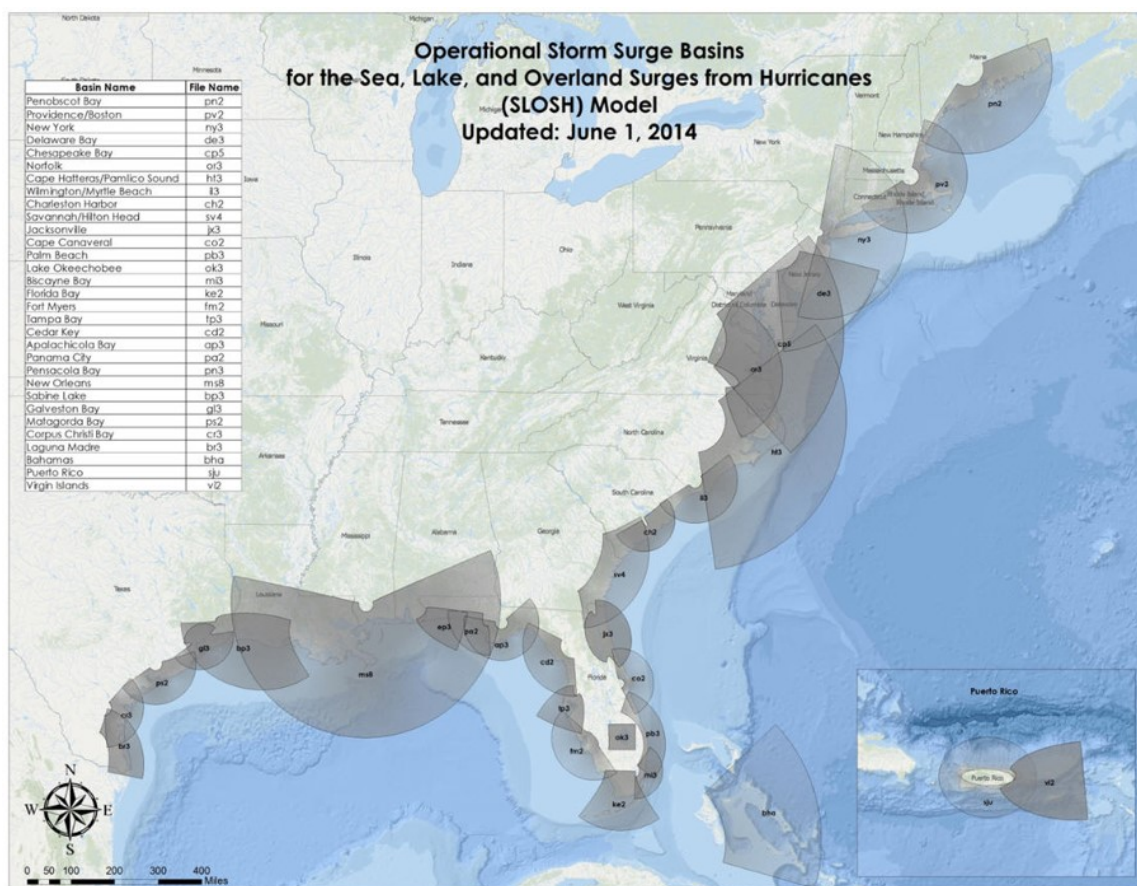 Operational Storm Surge Basins
for the Sea, Lake, and Overland Surges from Hurricanes
(SLOSH) Model
Updated: June 1, 2014
Basin Name File Name
Penobscot Bay pn2
Providence/Boston pv2
New York ny3
Delaware Bay de3
Chesapeake Bay cp5
Norfolk or3
Cape Hatteras/Pamlico Sound ht3
Wilmington/Myrtle Beach il3
Charleston Harbor ch2
Savannah/Hilton Head sv4
Jacksonville jx3
Cape Canaveral co2
Palm Beach pb3
Lake Okeechobee ok3
Biscayne Bay mi3
Florida Bay ke2
Fort Myers fm2
Tampa Bay tp3
Cedar Key cd2
Apalachicola Bay ap3
Panama City pa2
Pensacola Bay pn3
New Orleans ms8
Sabine Lake bp3
Galveston Bay gl3
Matagorda Bay ps2
Corpus Christi Bay cr3
Laguna Madre br3
Bahamas bha
Puerto Rico sju
Virgin Islands vi2
North Dakota
Minnesota
Michigan
Michigan
Maine
Vermont
New Hampshire
New York
Massachusetts
Connecticut
Rhode Island
Rhode Island
Pennsylvania
New Jersey
Maryland
District of Columbia
Delaware
Ohio
Indiana
Illinois
Iowa
West Virginia
Virginia
Kentucky
Missouri
Tennessee
North Carolina
South Carolina
Arkansas
Georgia
Alabama
Mississippi
Louisiana
Texas
Florida
pn2
pv2
ny3
de3
cp5
or3
ht3
il3
ch2
sv4
jx3
co2
pb3
ok3
mi3
ke2
fm2
tp3
cd2
ap3
pa2
ep3
ms8
bp3
gl3
ps2
cr3
br3
bha
Puerto Rico
Puerto Rico
sju
vi2
N
W E
S
0 50 100 200 300 400
Miles